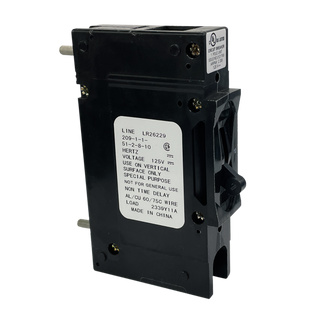 LINE LR26229
209-1-1-
51-2-8-10
HERTZ
VOLTAGE 125V
USE ON VERTICAL
SURFACE ONLY
SPECIAL PURPOSE
NOT FOR GENERAL USE
NON TIME DELAY
AL/CU 60/75C WIRE
LOAD 2339Y11A
MADE IN CHINA